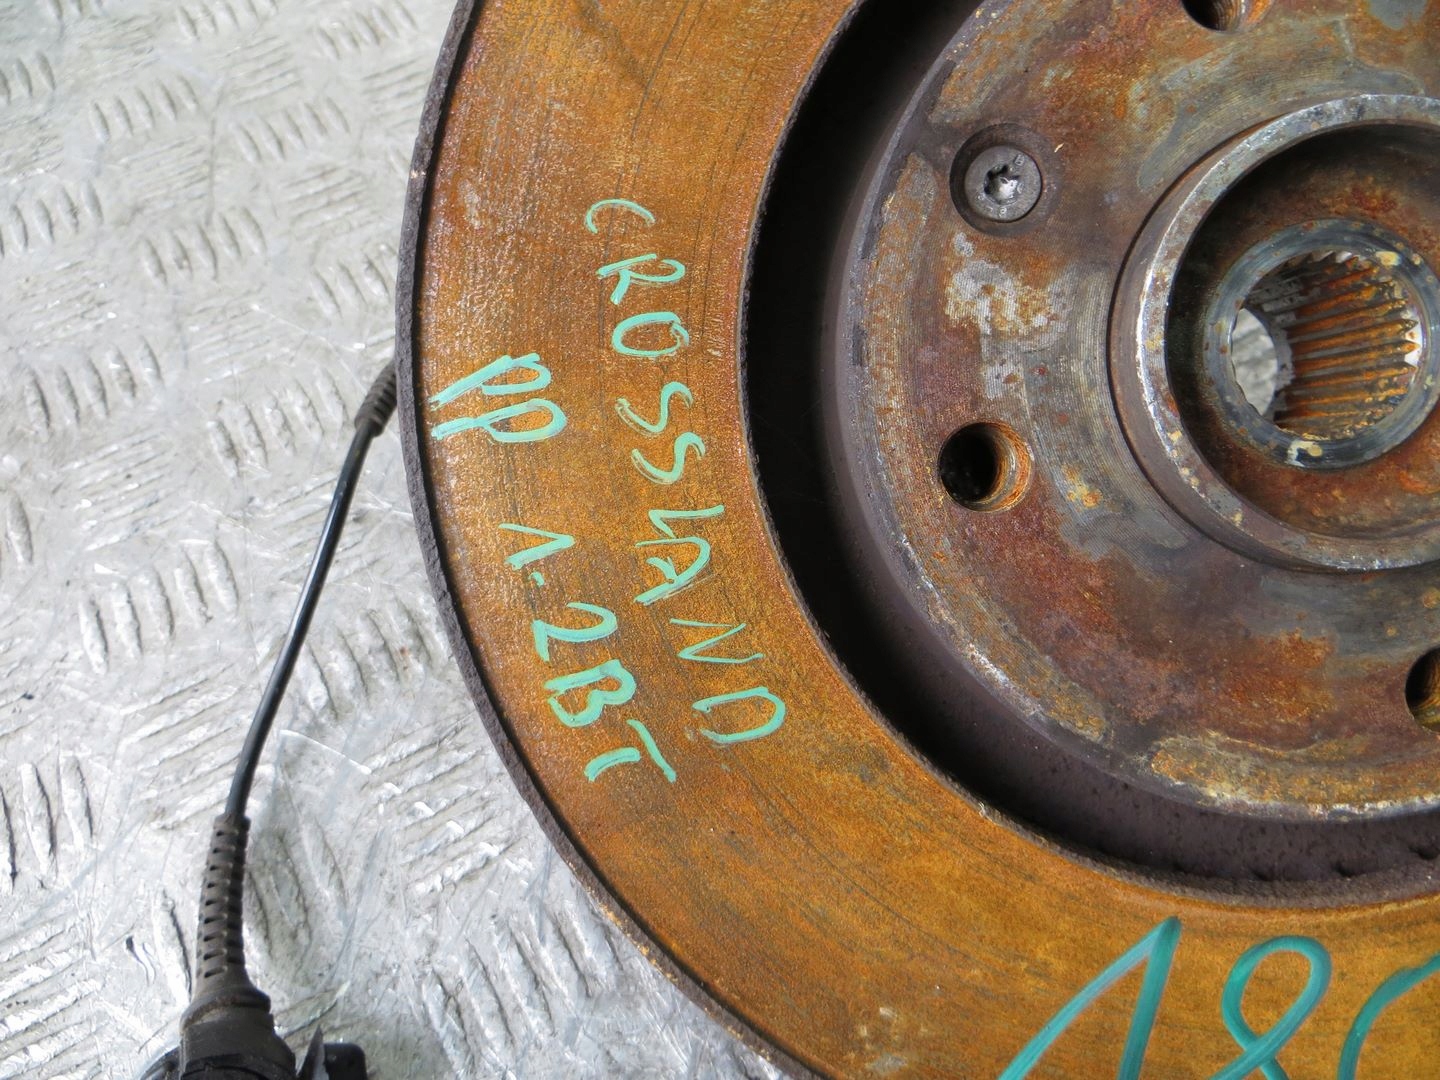 CROSSLAND
PP 1.2BT
180